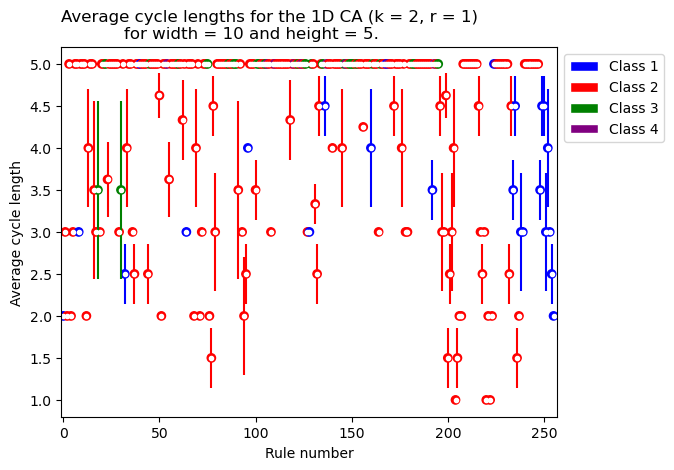 Average cycle lengths for the 1D CA (k = 2, r = 1)
for width = 10 and height = 5.
5.0
4.5
4.0
3.5
3.0
2.5
2.0
1.5
1.0
Average cycle length
0
50
100
150
200
250
Rule number
Class 1
Class 2
Class 3
Class 4